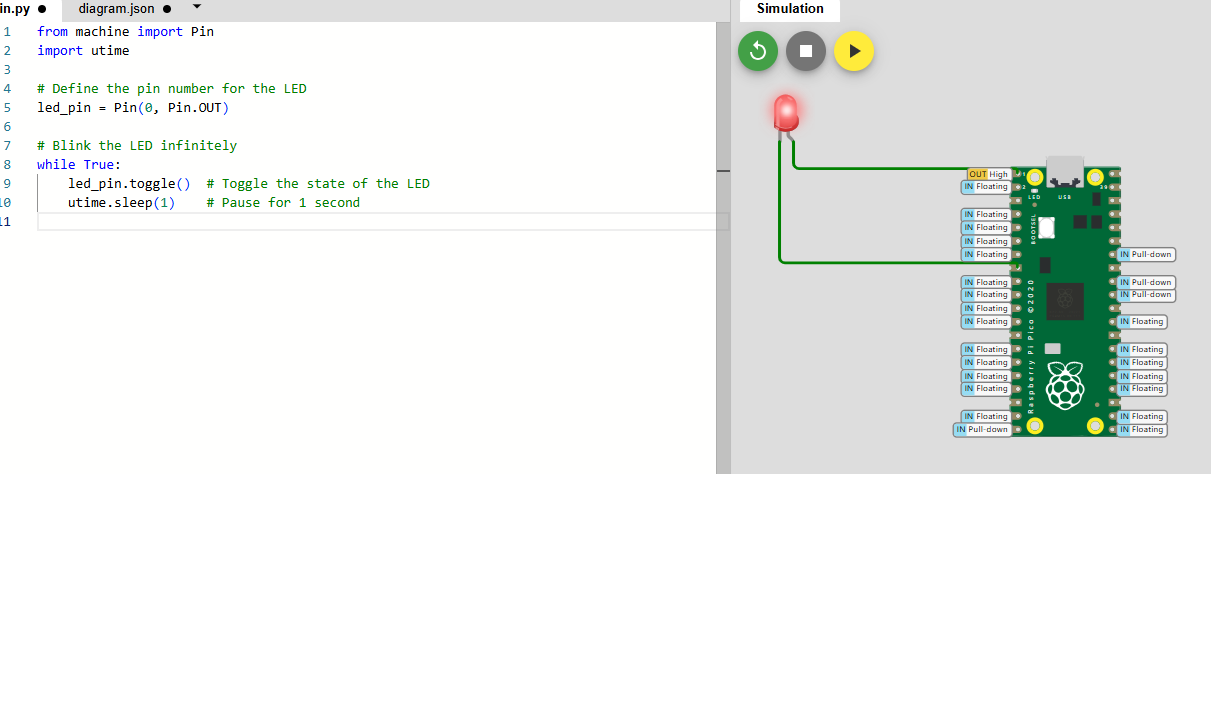 in.py ● diagram.json ●
Simulation
1 from machine import Pin
2 import utime
3
4 # Define the pin number for the LED
5 led_pin = Pin(0, Pin.OUT)
6
7 # Blink the LED infinitely
8 while True:
9 led_pin.toggle() # Toggle the state of the LED
10 utime.sleep(1) # Pause for 1 second
11
OUT High
IN Floating
IN Floating
IN Floating
IN Floating
IN Floating
IN Floating
IN Floating
IN Floating
IN Floating
IN Floating
IN Floating
IN Floating
IN Floating
IN Floating
IN Pull-down
1
2
39
LED
USB
BOOTSEL
Raspberry Pi Pico ©2020
IN Pull-down
IN Pull-down
IN Pull-down
IN Floating
IN Floating
IN Floating
IN Floating
IN Floating
IN Floating
IN Floating